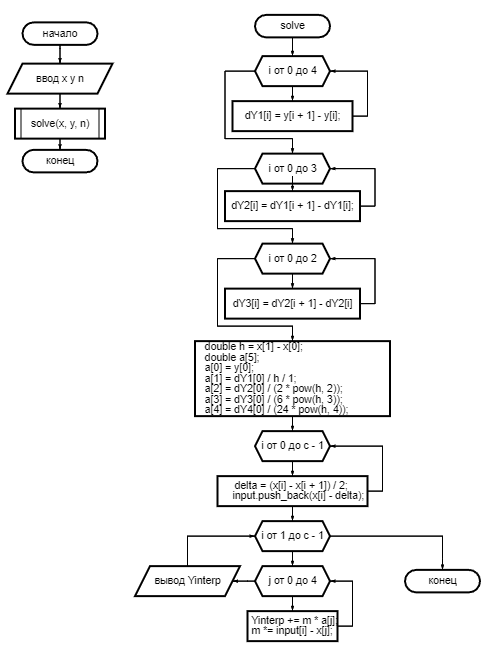 начало
ввод x y n
solve(x, y, n)
конец
solve
i от 0 до 4
dY1[i] = y[i + 1] - y[i];
i от 0 до 3
dY2[i] = dY1[i + 1] - dY1[i];
i от 0 до 2
dY3[i] = dY2[i + 1] - dY2[i]
double h = x[1] - x[0];
double a[5];
a[0] = y[0];
a[1] = dY1[0] / h / 1;
a[2] = dY2[0] / (2 * pow(h, 2));
a[3] = dY3[0] / (6 * pow(h, 3));
a[4] = dY4[0] / (24 * pow(h, 4));
i от 0 до c - 1
delta = (x[i] - x[i + 1]) / 2;
input.push_back(x[i] - delta);
i от 1 до c - 1
вывод Yinterp
j от 0 до 4
конец
Yinterp += m * a[j];
m *= input[i] - x[j];